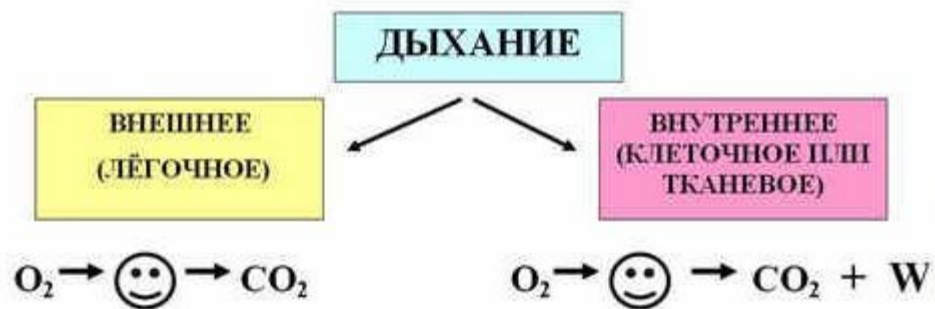 ДЫХАНИЕ
ВНЕШНЕЕ
(ЛЁГОЧНОЕ)
ВНУТРЕННЕЕ
(КЛЕТОЧНОЕ ИЛИ
ТКАНЕВОЕ)
O₂ → → CO₂
O₂ → → CO₂ + W